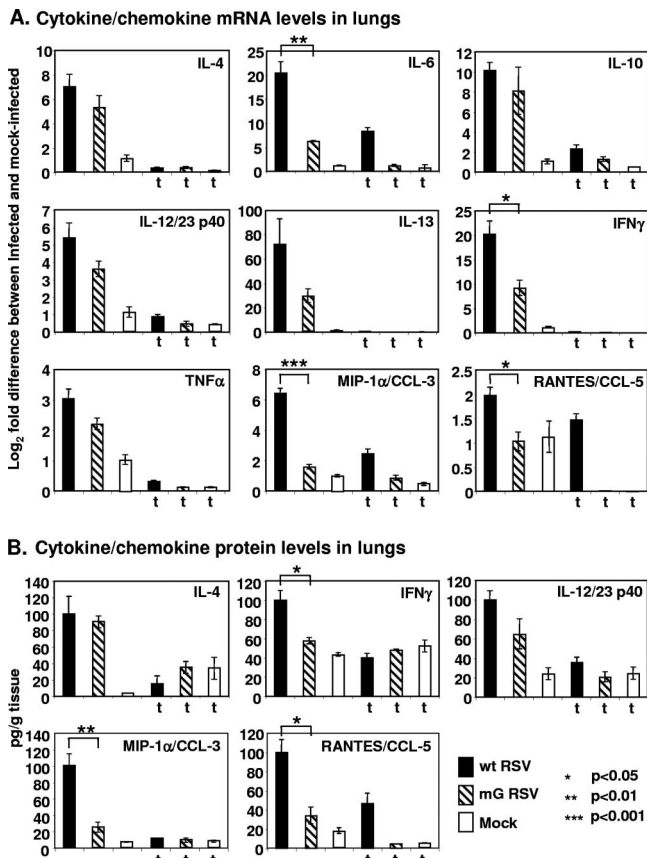 A. Cytokine/chemokine mRNA levels in lungs
Log2 fold difference between Infected and mock-infected
IL-4
10
8
6
4
2
0
t t t
IL-6
**
25
20
15
10
5
0
t t t
IL-10
12
10
8
6
4
2
0
t t t
IL-12/23 p40
7
6
5
4
3
2
1
0
t t t
IL-13
100
80
60
40
20
0
t t t
IFNγ
*
25
20
15
10
5
0
t t t
TNFα
4
3
2
1
0
t t t
MIP-1α/CCL-3
***
8
6
4
2
0
t t t
RANTES/CCL-5
*
2.5
2
1.5
1
0.5
0
t t t
B. Cytokine/chemokine protein levels in lungs
pg/g tissue
IL-4
140
120
100
80
60
40
20
0
t t t
IFNγ
*
120
100
80
60
40
20
0
t t t
IL-12/23 p40
120
100
80
60
40
20
0
t t t
MIP-1α/CCL-3
**
140
120
100
80
60
40
20
0
t t t
RANTES/CCL-5
*
120
100
80
60
40
20
0
t t t
wt RSV
mG RSV
Mock
* p<0.05
** p<0.01
*** p<0.001